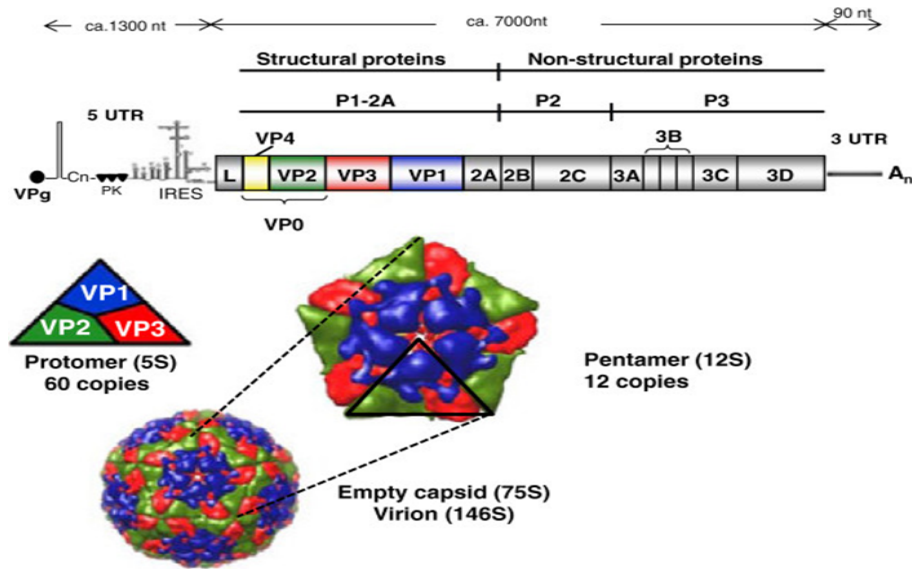 ca.1300 nt
ca. 7000nt
90 nt
Structural proteins
Non-structural proteins
P1-2A
P2
P3
5 UTR
VP4
3B
3 UTR
VPg
Cn-
PK
IRES
L
VP2
VP3
VP1
2A
2B
2C
3A
3C
3D
An
VP0
VP1
VP2
VP3
Protomer (5S)
60 copies
Pentamer (12S)
12 copies
Empty capsid (75S)
Virion (146S)